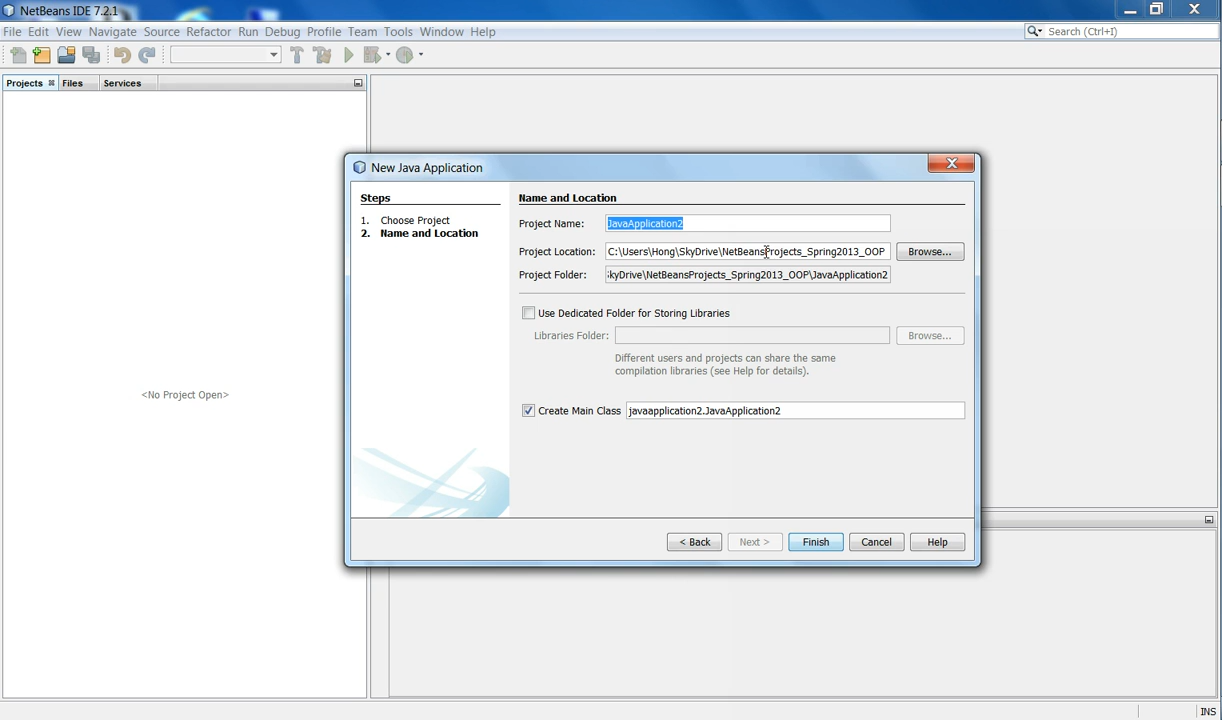 NetBeans IDE 7.2.1
File Edit View Navigate Source Refactor Run Debug Profile Team Tools Window Help
Search (Ctrl+I)
Projects Files Services
<No Project Open>
New Java Application
Steps
1. Choose Project
2. Name and Location
Name and Location
Project Name: JavaApplication2
Project Location: C:\Users\Hong\SkyDrive\NetBeansProjects_Spring2013_OOP Browse...
Project Folder: kyDrive\NetBeansProjects_Spring2013_OOP\JavaApplication2
Use Dedicated Folder for Storing Libraries
Libraries Folder: Browse...
Different users and projects can share the same
compilation libraries (see Help for details).
Create Main Class javaapplication2.JavaApplication2
< Back Next > Finish Cancel Help
INS